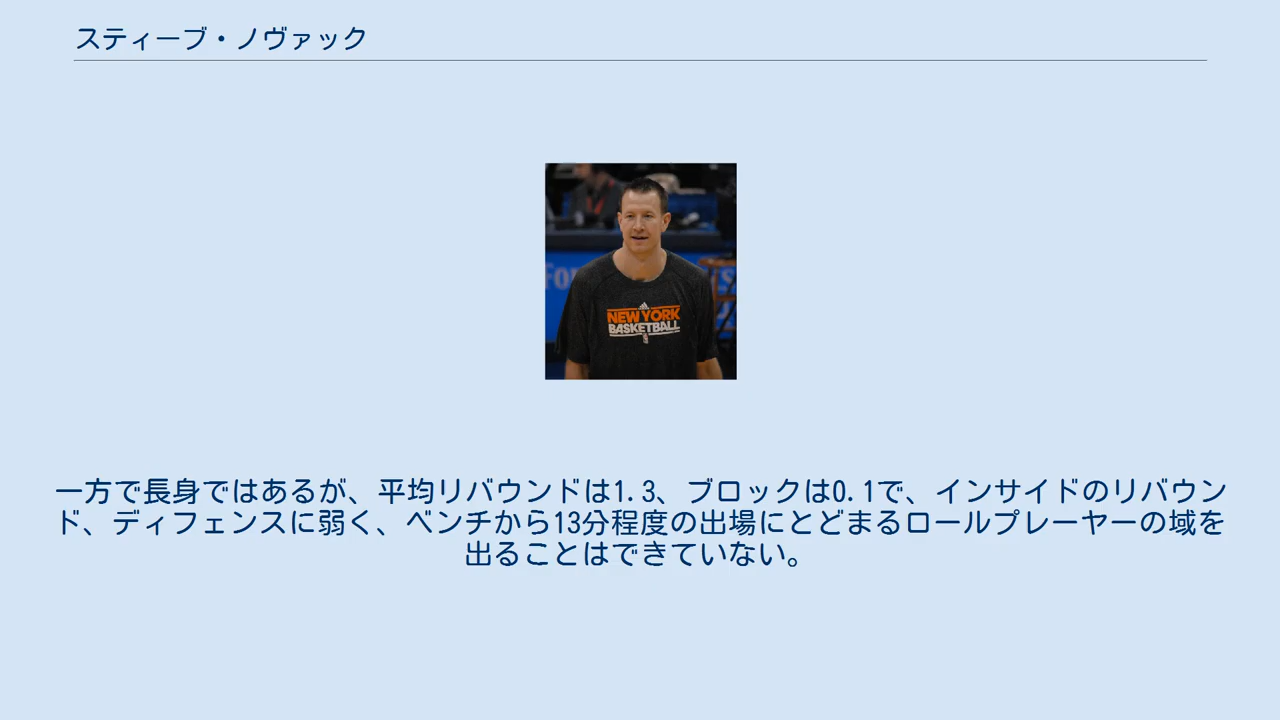 スティーブ・ノヴァック
For
NEW YORK
BASKETBALL
一方で長身ではあるが、平均リバウンドは1.3、ブロックは0.1で、インサイドのリバウン
ド、ディフェンスに弱く、ベンチから13分程度の出場にとどまるロールプレーヤーの域を
出ることはできていない。